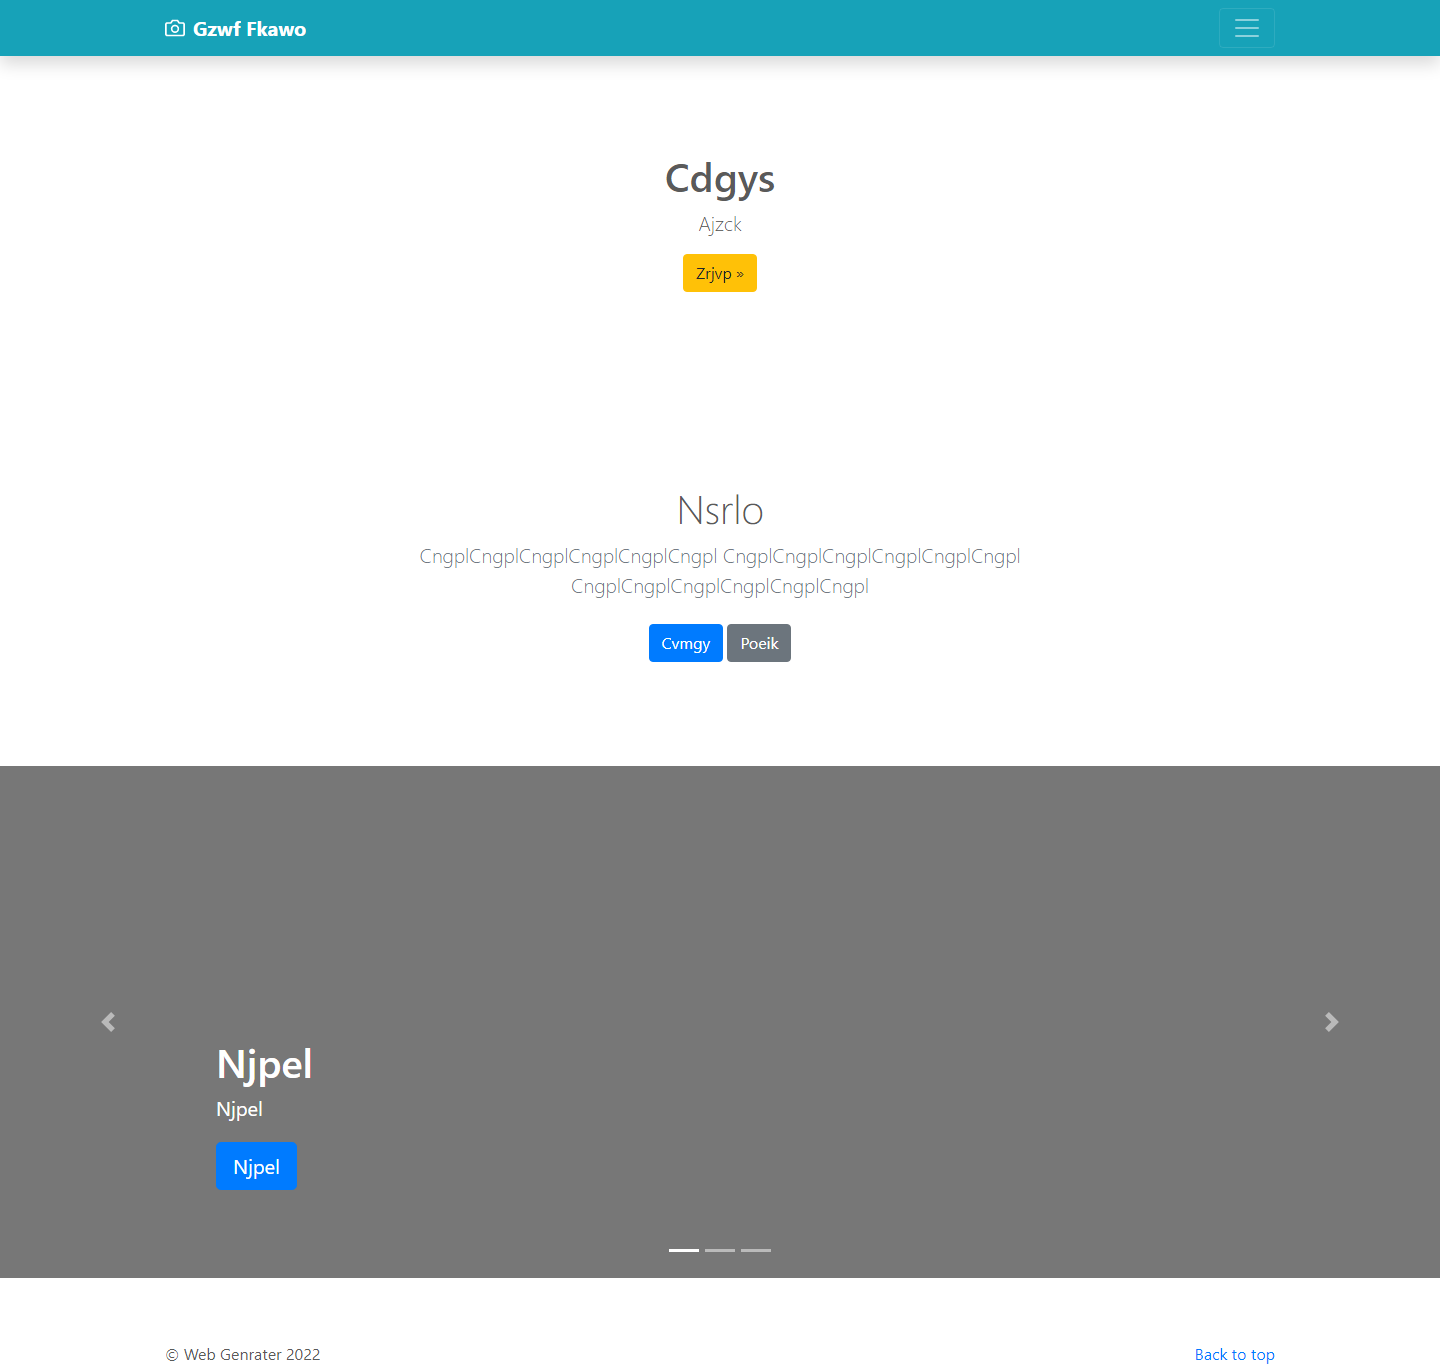 Gzwf Fkawo
Cdgys
Ajzck
Zrjvp »
Nsrlo
CngplCngplCngplCngplCngplCngpl CngplCngplCngplCngplCngplCngpl
CngplCngplCngplCngplCngplCngpl
Cvmgy Poeik
Njpel
Njpel
Njpel
© Web Genrater 2022 Back to top